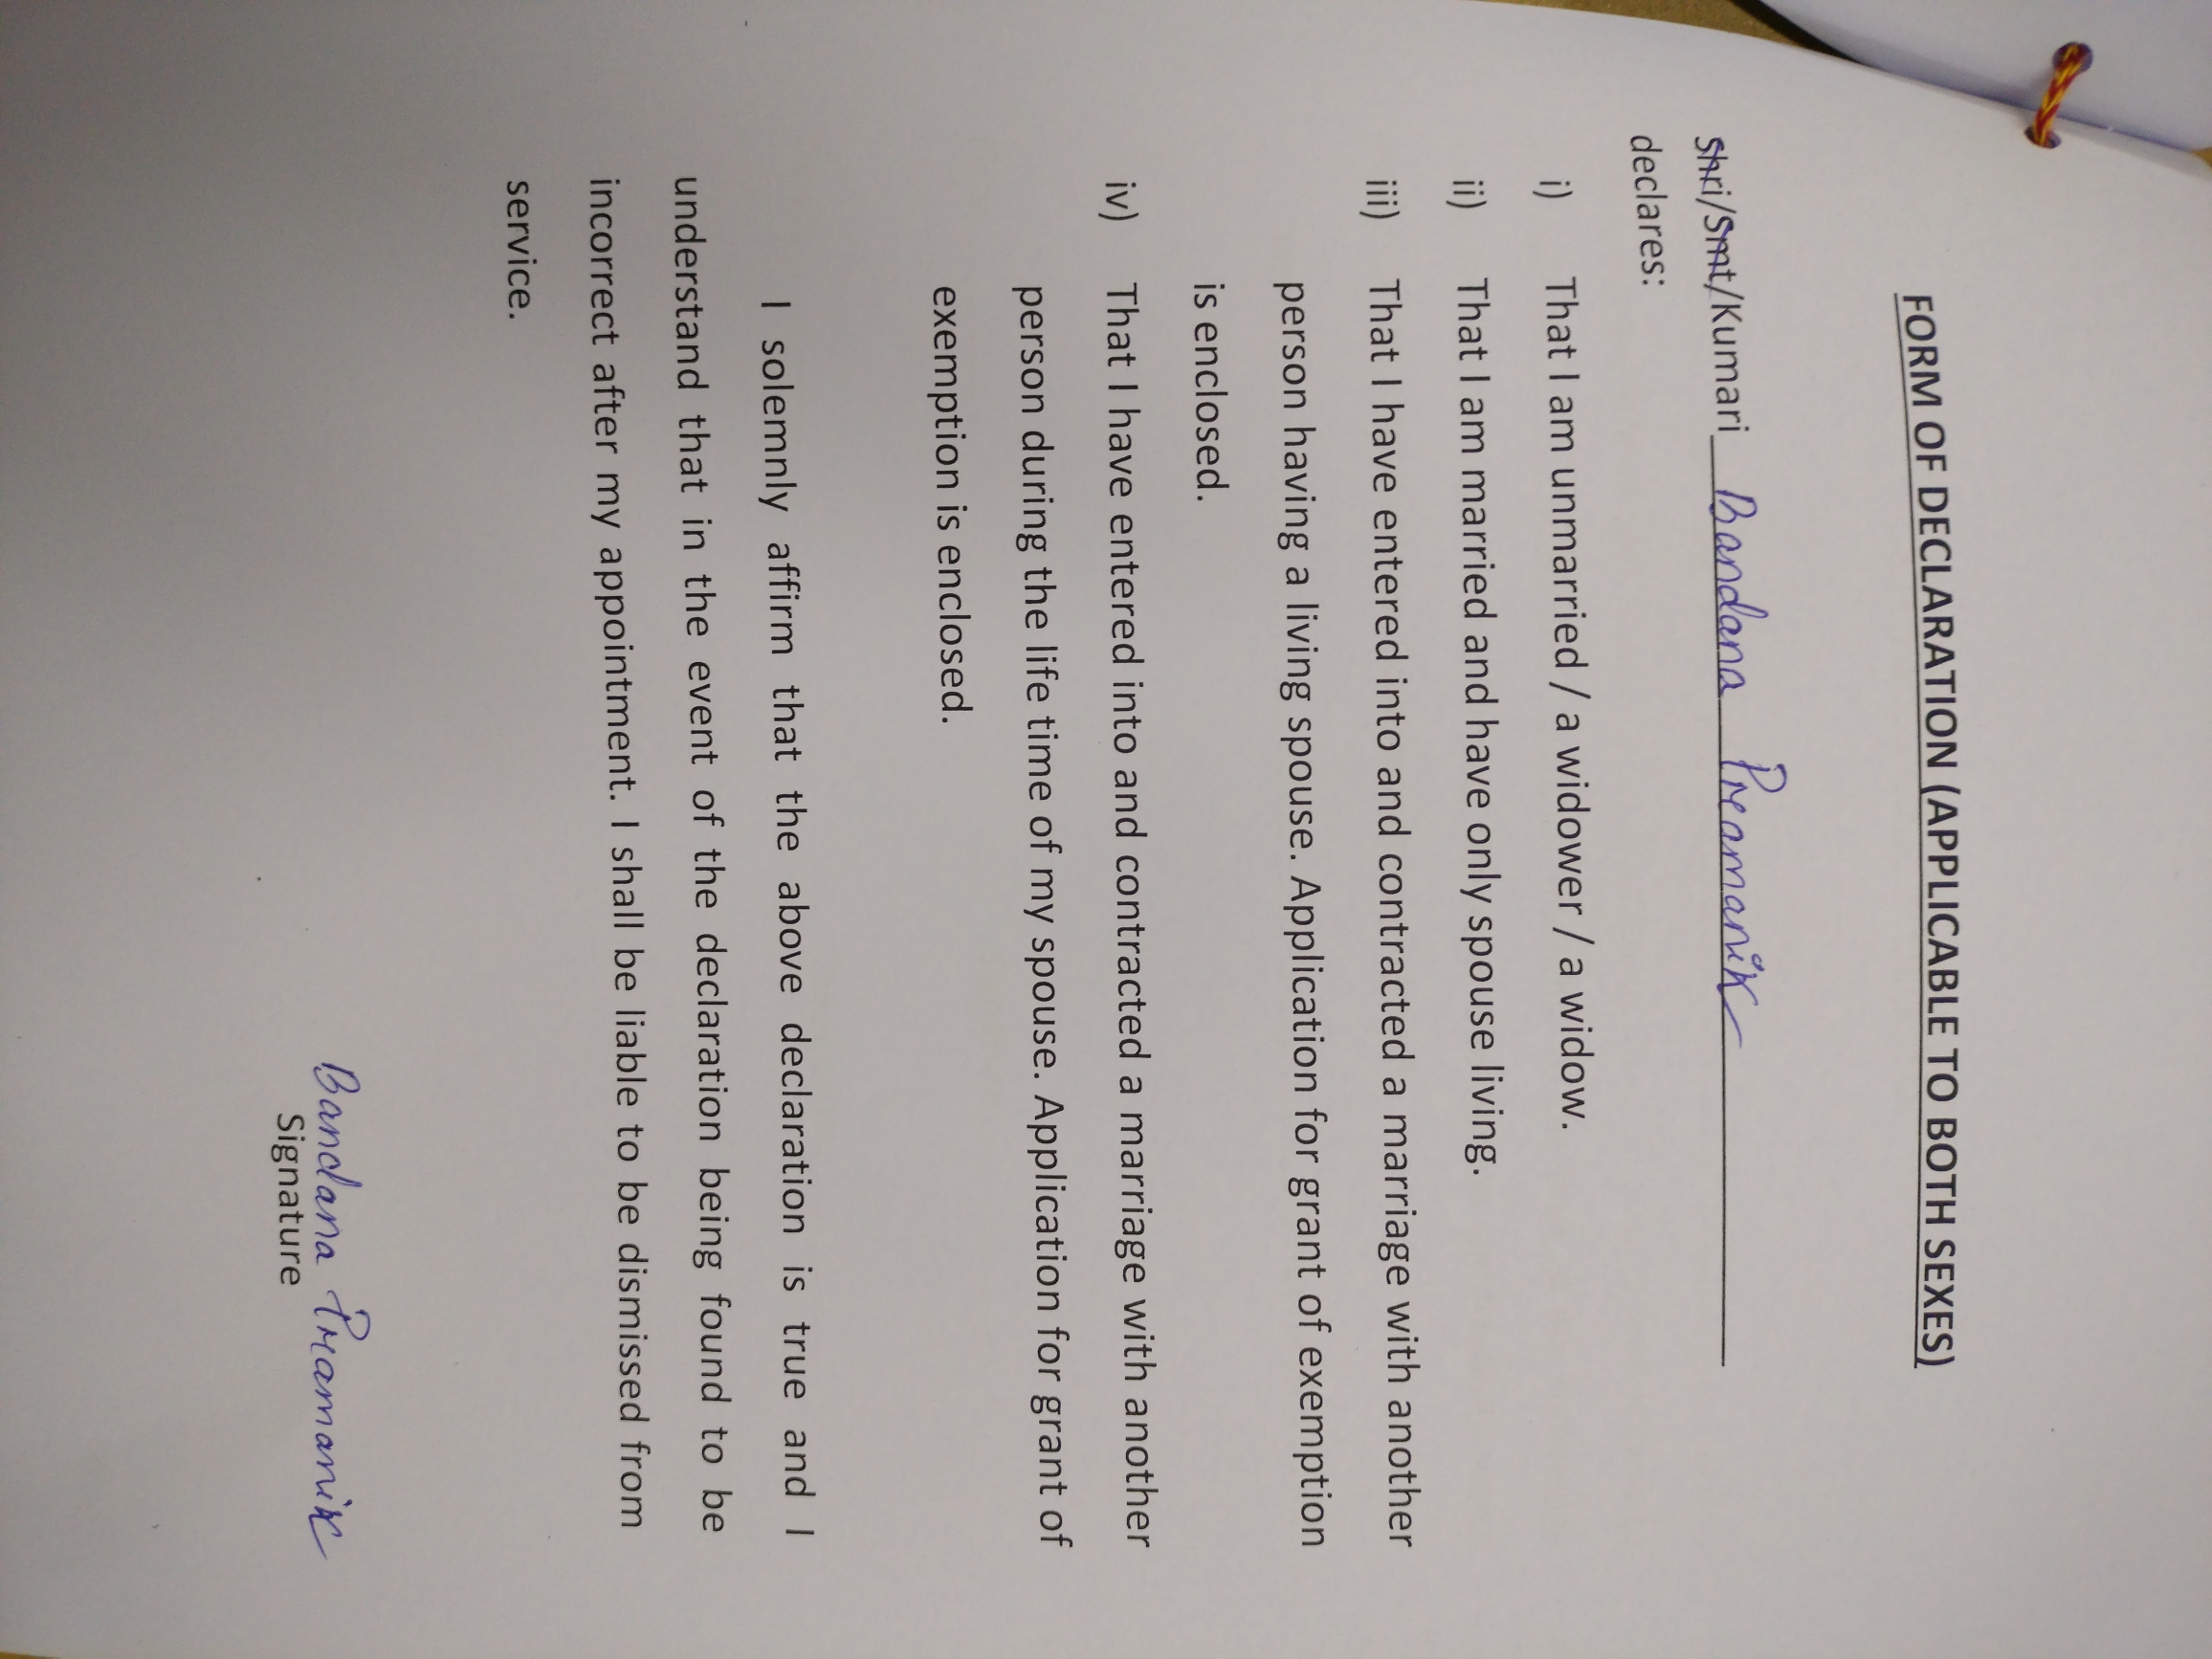 FORM OF DECLARATION (APPLICABLE TO BOTH SEXES)
Shri/Smt/Kumari Bandana Pramanik
declares:
i) That I am unmarried / a widower / a widow.
ii) That I am married and have only spouse living.
iii) That I have entered into and contracted a marriage with another
person having a living spouse. Application for grant of exemption
is enclosed.
iv) That I have entered into and contracted a marriage with another
person during the life time of my spouse. Application for grant of
exemption is enclosed.
I solemnly affirm that the above declaration is true and I
understand that in the event of the declaration being found to be
incorrect after my appointment. I shall be liable to be dismissed from
service.
Bandana Pramanik
Signature